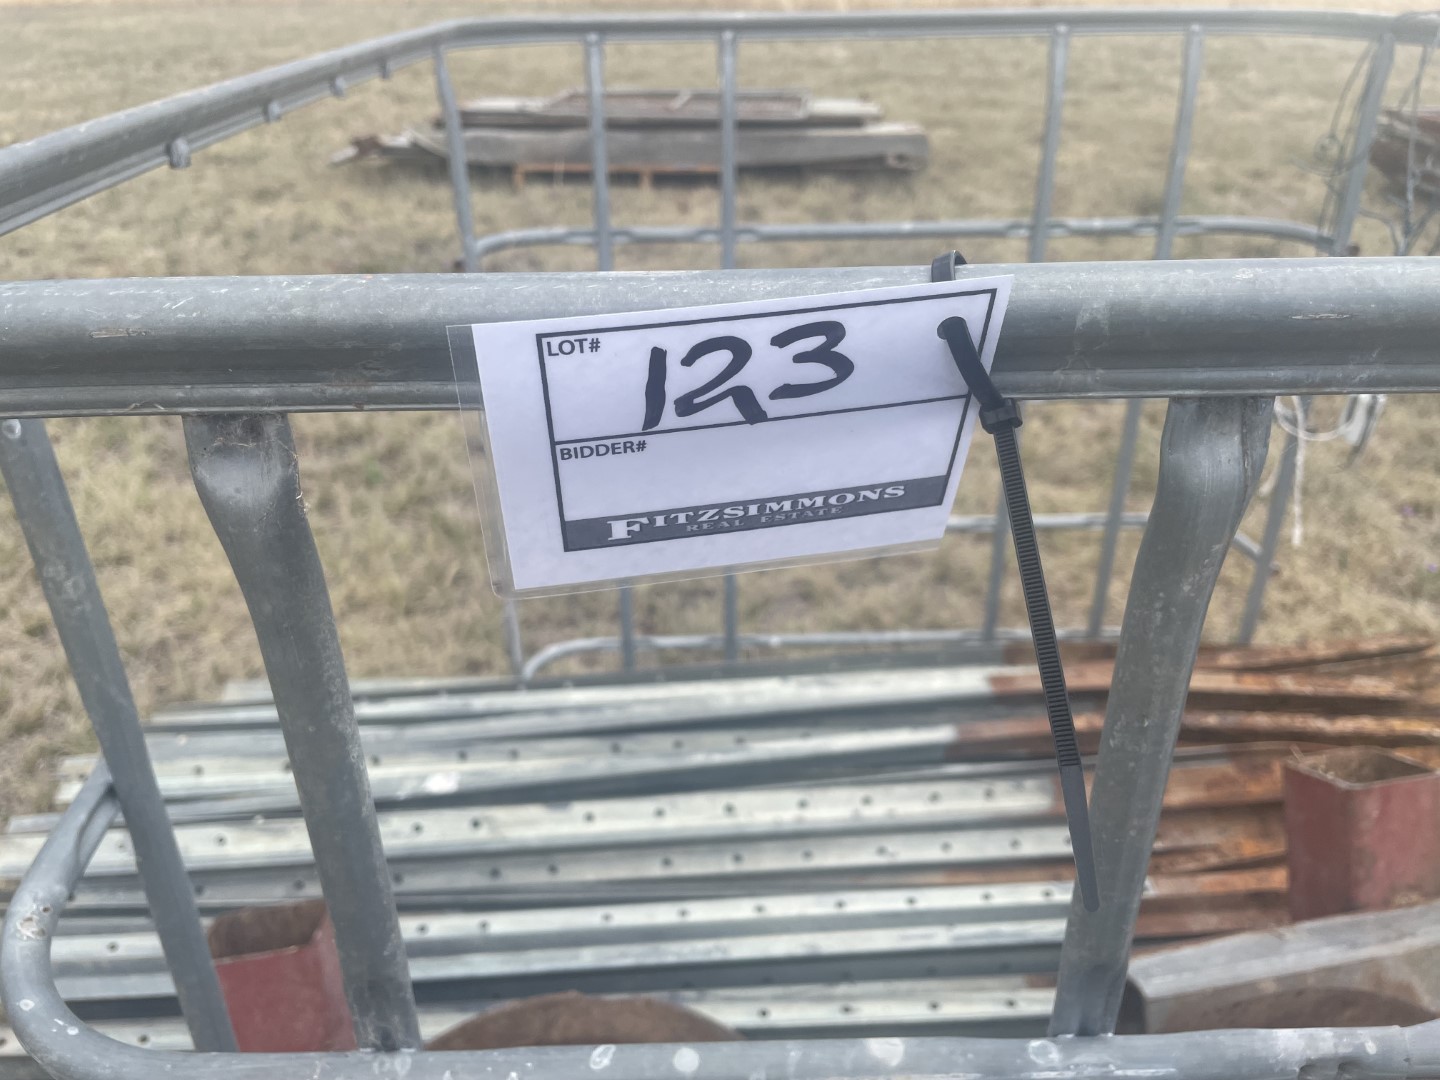 LOT# 123
BIDDER#
FITZSIMMONS
REAL ESTATE